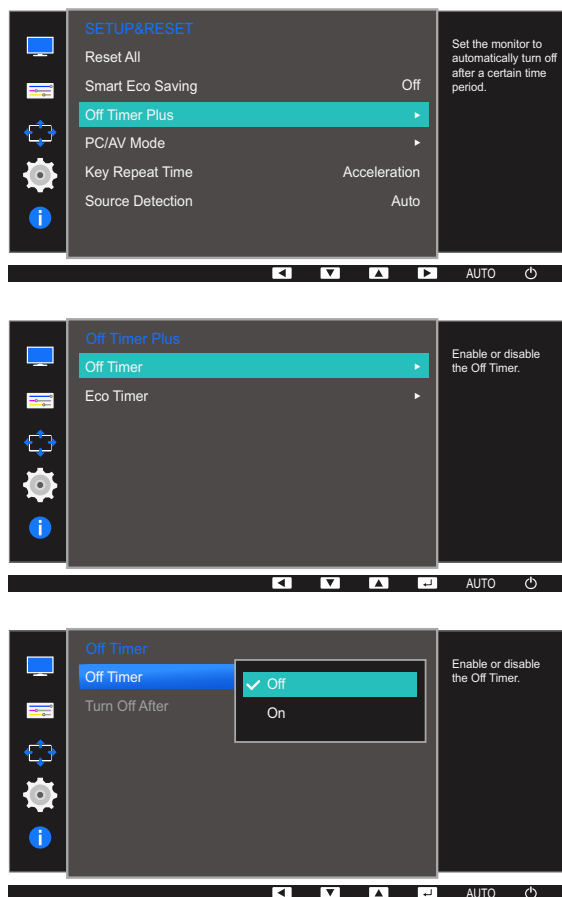 SETUP&RESET
Reset All
Smart Eco Saving Off
Off Timer Plus
PC/AV Mode
Key Repeat Time Acceleration
Source Detection Auto
Set the monitor to
automatically turn off
after a certain time
period.
AUTO
Off Timer Plus
Off Timer
Eco Timer
Enable or disable
the Off Timer.
AUTO
Off Timer
Off Timer
Turn Off After
Off
On
Enable or disable
the Off Timer.
AUTO